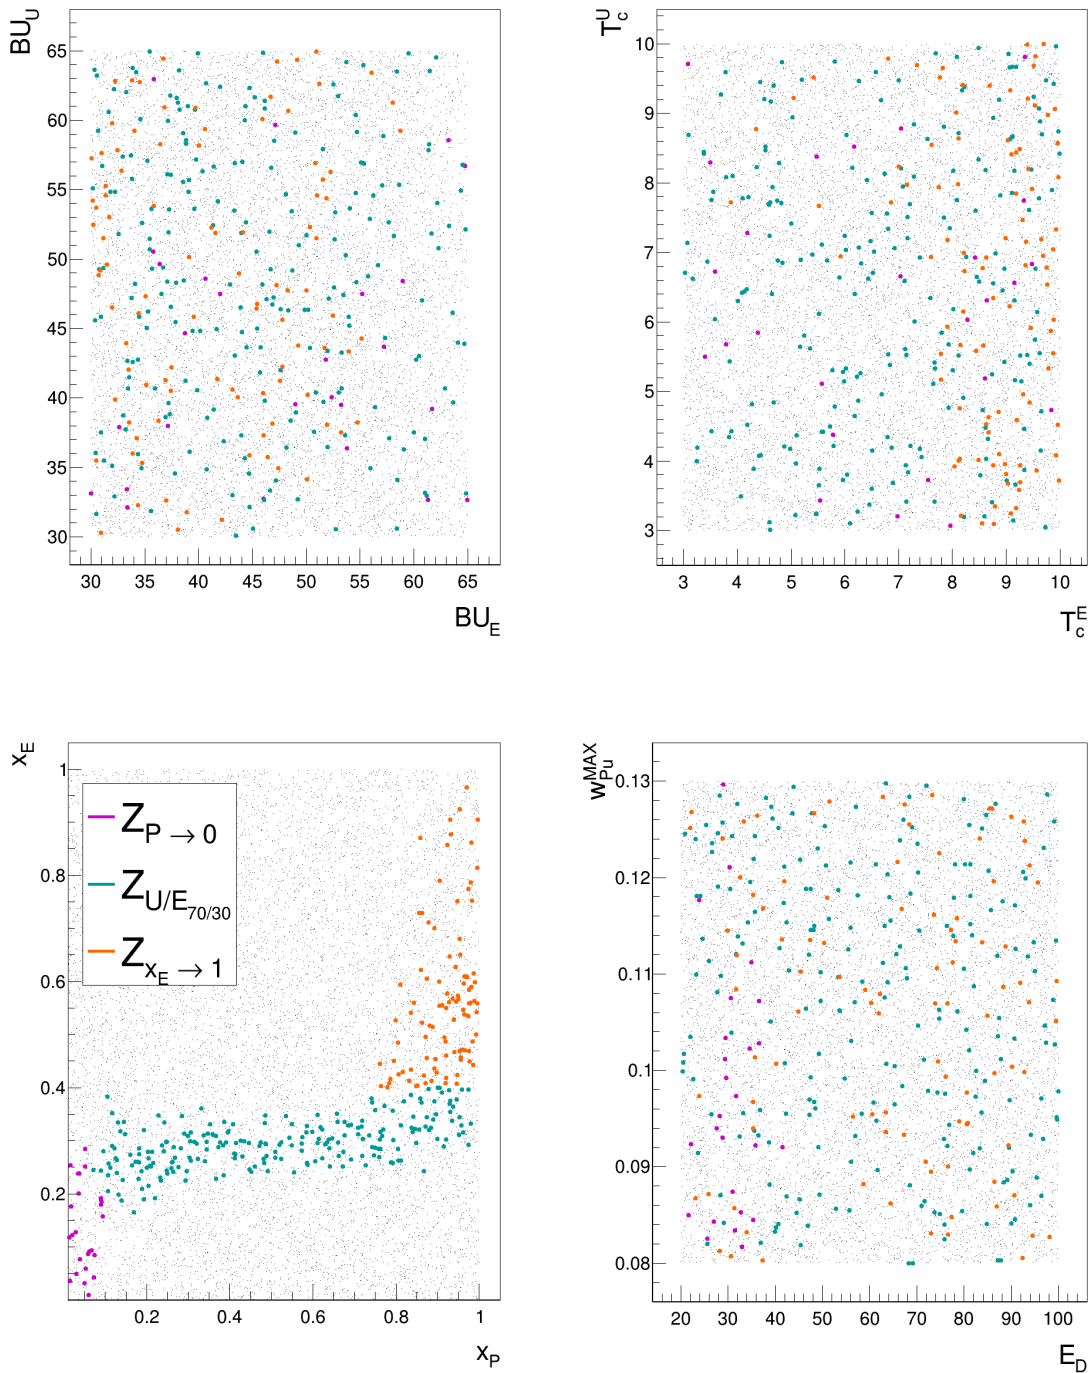 BU_U
65
60
55
50
45
40
35
30
30 35 40 45 50 55 60 65
BU_E
T_c^U
10
9
8
7
6
5
4
3
3 4 5 6 7 8 9 10
T_c^E
x_E
1
0.8
0.6
0.4
0.2
Z_P → 0
Z_U/E_70/30
Z_x_E → 1
0.2 0.4 0.6 0.8 1
x_P
w_Pu^MAX
0.13
0.12
0.11
0.1
0.09
0.08
20 30 40 50 60 70 80 90 100
E_D